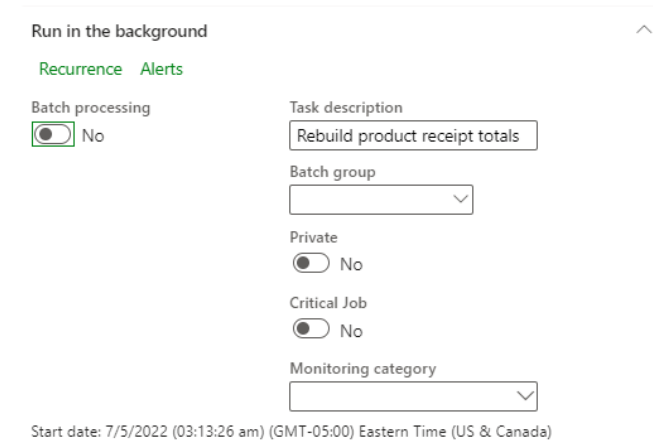 Run in the background
Recurrence Alerts
Batch processing
No
Task description
Rebuild product receipt totals
Batch group
Private
No
Critical Job
No
Monitoring category
Start date: 7/5/2022 (03:13:26 am) (GMT-05:00) Eastern Time (US & Canada)